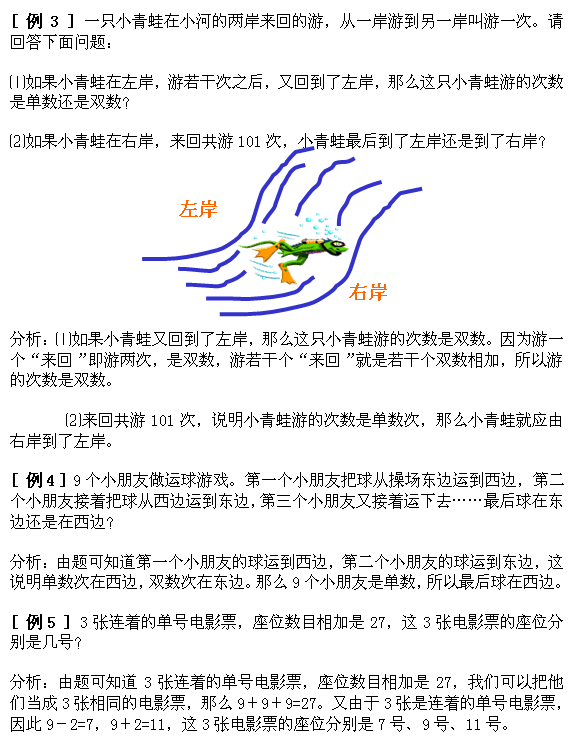 [ 例 3 ] 一只小青蛙在小河的两岸来回的游，从一岸游到另一岸叫游一次。请
回答下面问题：
⑴如果小青蛙在左岸，游若干次之后，又回到了左岸，那么这只小青蛙游的次数
是单数还是双数？
⑵如果小青蛙在右岸，来回共游 101 次，小青蛙最后到了左岸还是到了右岸？
左岸
右岸
分析：⑴如果小青蛙又回到了左岸，那么这只小青蛙游的次数是双数。因为游一
个“来回”即游两次，是双数，游若干个“来回”就是若干个双数相加，所以游
的次数是双数。
⑵来回共游 101 次，说明小青蛙游的次数是单数次，那么小青蛙就应由
右岸到了左岸。
[ 例4 ] 9 个小朋友做运球游戏。第一个小朋友把球从操场东边运到西边，第二
个小朋友接着把球从西边运到东边，第三个小朋友又接着运下去……最后球在东
边还是在西边？
分析：由题可知道第一个小朋友的球运到西边，第二个小朋友的球运到东边，这
说明单数次在西边，双数次在东边。那么 9 个小朋友是单数，所以最后球在西边。
[ 例 5 ] 3 张连着的单号电影票，座位数目相加是 27，这 3 张电影票的座位分
别是几号？
分析：由题可知道 3 张连着的单号电影票，座位数目相加是 27，我们可以把他
们当成 3 张相同的电影票，那么 9＋9＋9=27。又由于 3 张是连着的单号电影票，
因此 9－2=7，9＋2=11，这 3 张电影票的座位分别是 7 号、9 号、11 号。